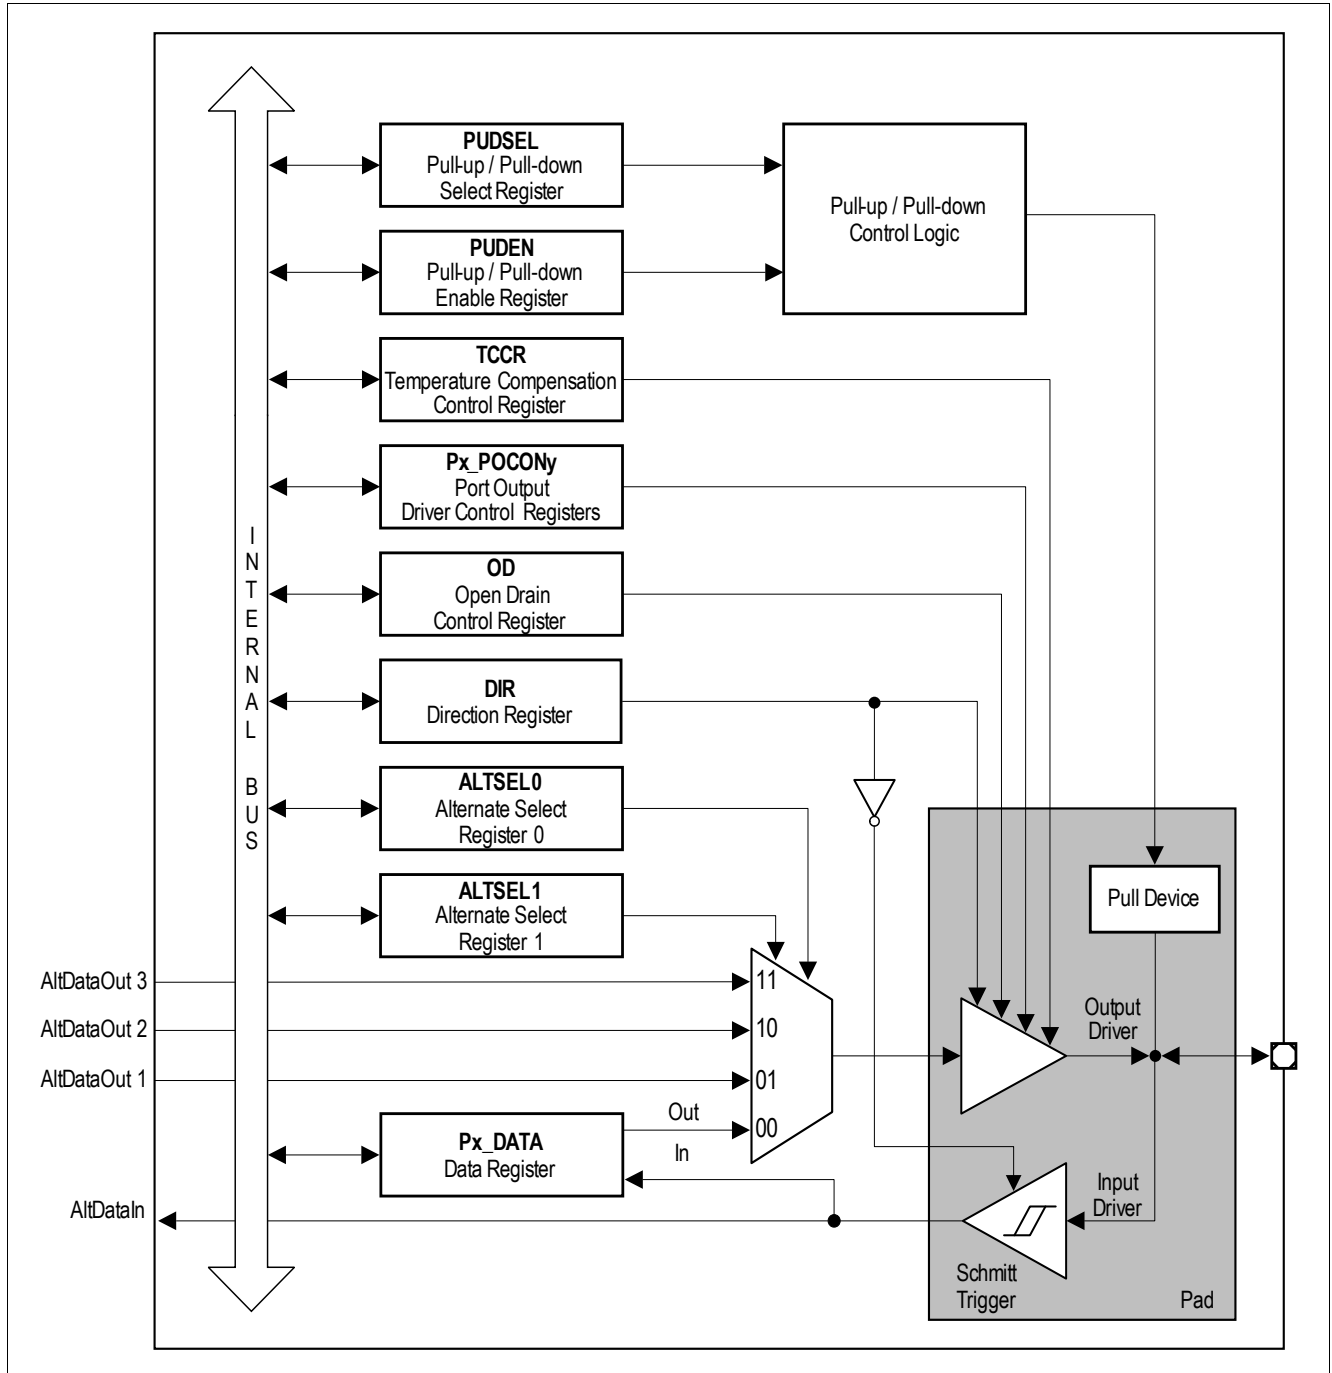 PUDSEL
Pull-up / Pull-down
Select Register
Pull-up / Pull-down
Control Logic
PUDEN
Pull-up / Pull-down
Enable Register
TCCR
Temperature Compensation
Control Register
Px_POCONy
Port Output
Driver Control Registers
INTERNAL BUS
OD
Open Drain
Control Register
DIR
Direction Register
ALTSEL0
Alternate Select
Register 0
ALTSEL1
Alternate Select
Register 1
Pull Device
AltDataOut 3
11
AltDataOut 2
10
Output
Driver
AltDataOut 1
01
Out
00
Px_DATA
Data Register
In
AltDataIn
Input
Driver
Schmitt
Trigger
Pad